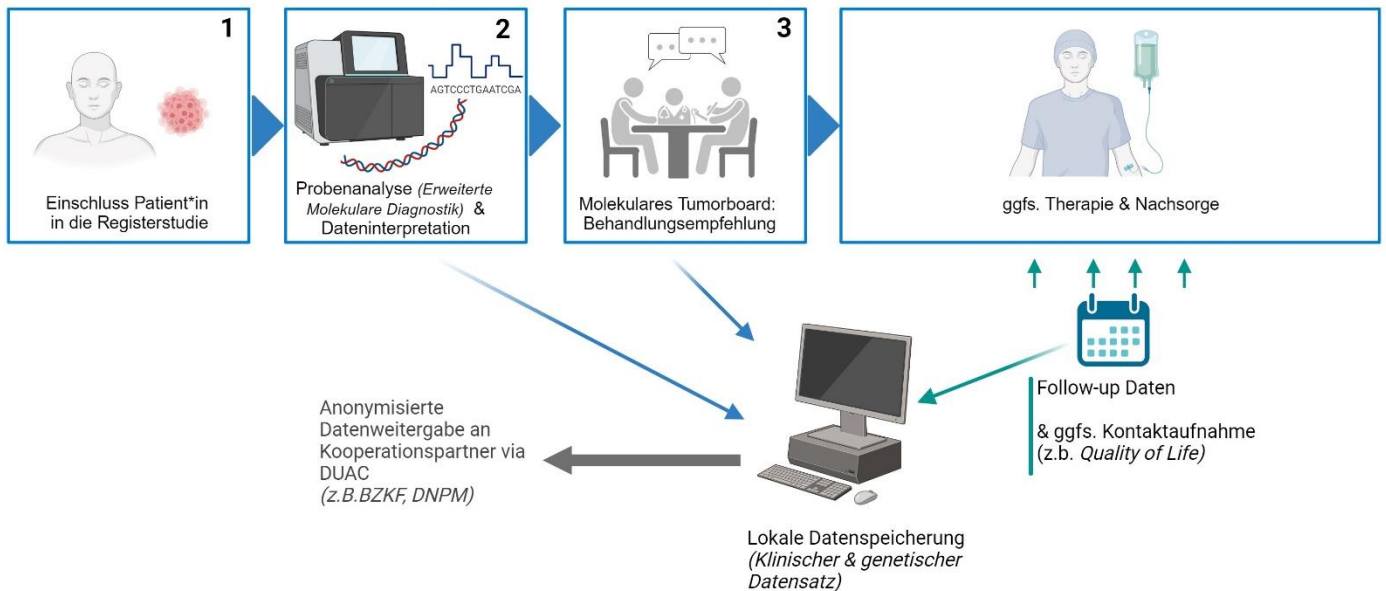 1
Einschluss Patient*in
in die Registerstudie
2
AGTCCCTGAATCGA
Probenanalyse (Erweiterte
Molekulare Diagnostik) &
Dateninterpretation
3
Molekulares Tumorboard:
Behandlungsempfehlung
ggfs. Therapie & Nachsorge
Follow-up Daten
& ggfs. Kontaktaufnahme
(z.b. Quality of Life)
Anonymisierte
Datenweitergabe an
Kooperationspartner via
DUAC
(z.B.BZKF, DNPM)
Lokale Datenspeicherung
(Klinischer & genetischer
Datensatz)